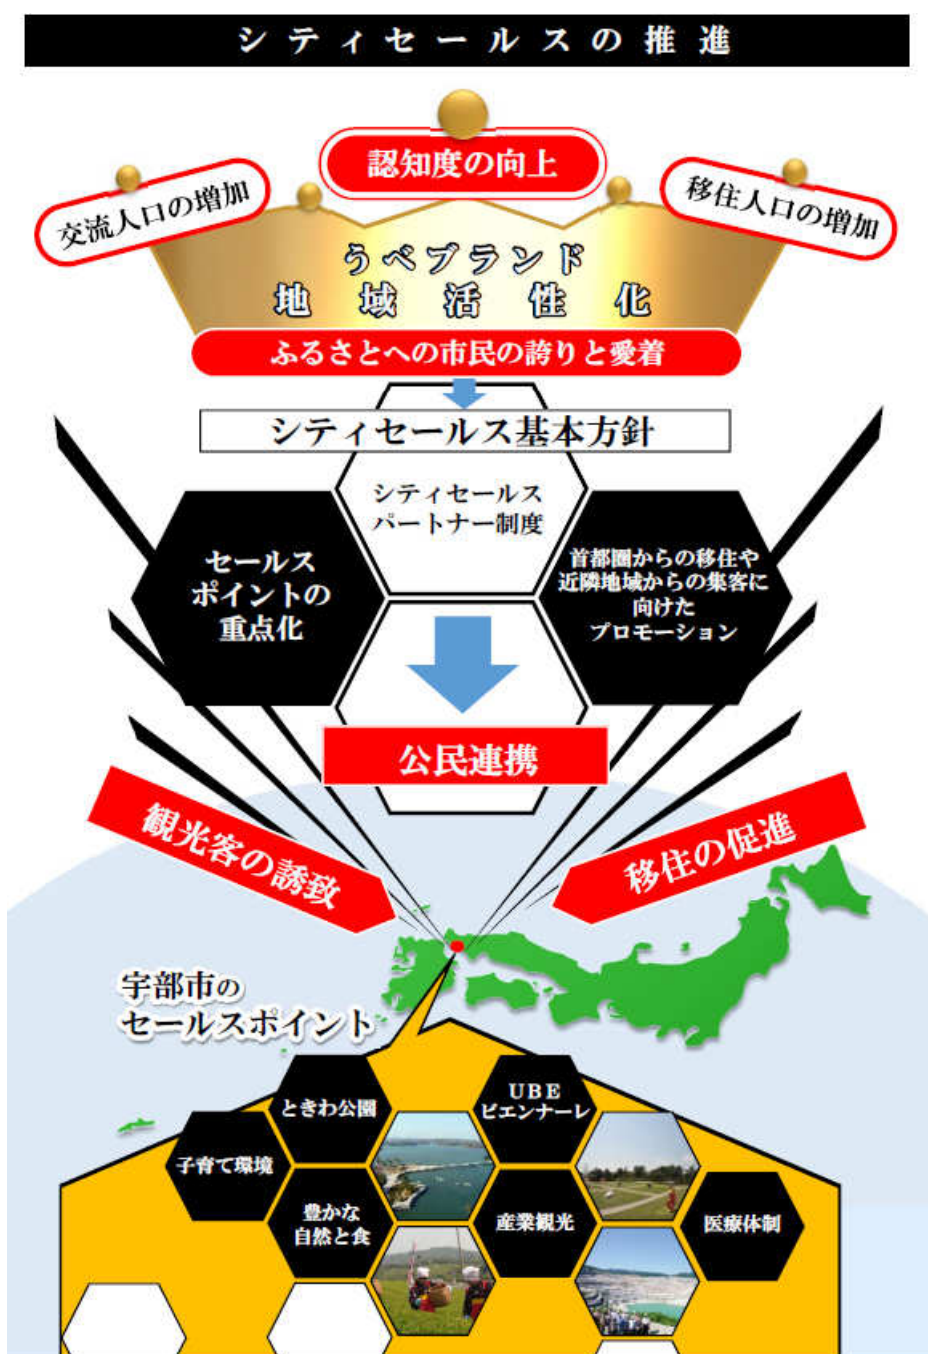 シティセールスの推進
認知度の向上
交流人口の増加
移住人口の増加
うべブランド
地域活性化
ふるさとへの市民の誇りと愛着
シティセールス基本方針
シティセールス
パートナー制度
セールス
ポイントの
重点化
首都圏からの移住や
近隣地域からの集客に
向けた
プロモーション
公民連携
観光客の誘致
移住の促進
宇部市の
セールスポイント
ときわ公園
UBE
ビエンナーレ
子育て環境
豊かな
自然と食
産業観光
医療体制